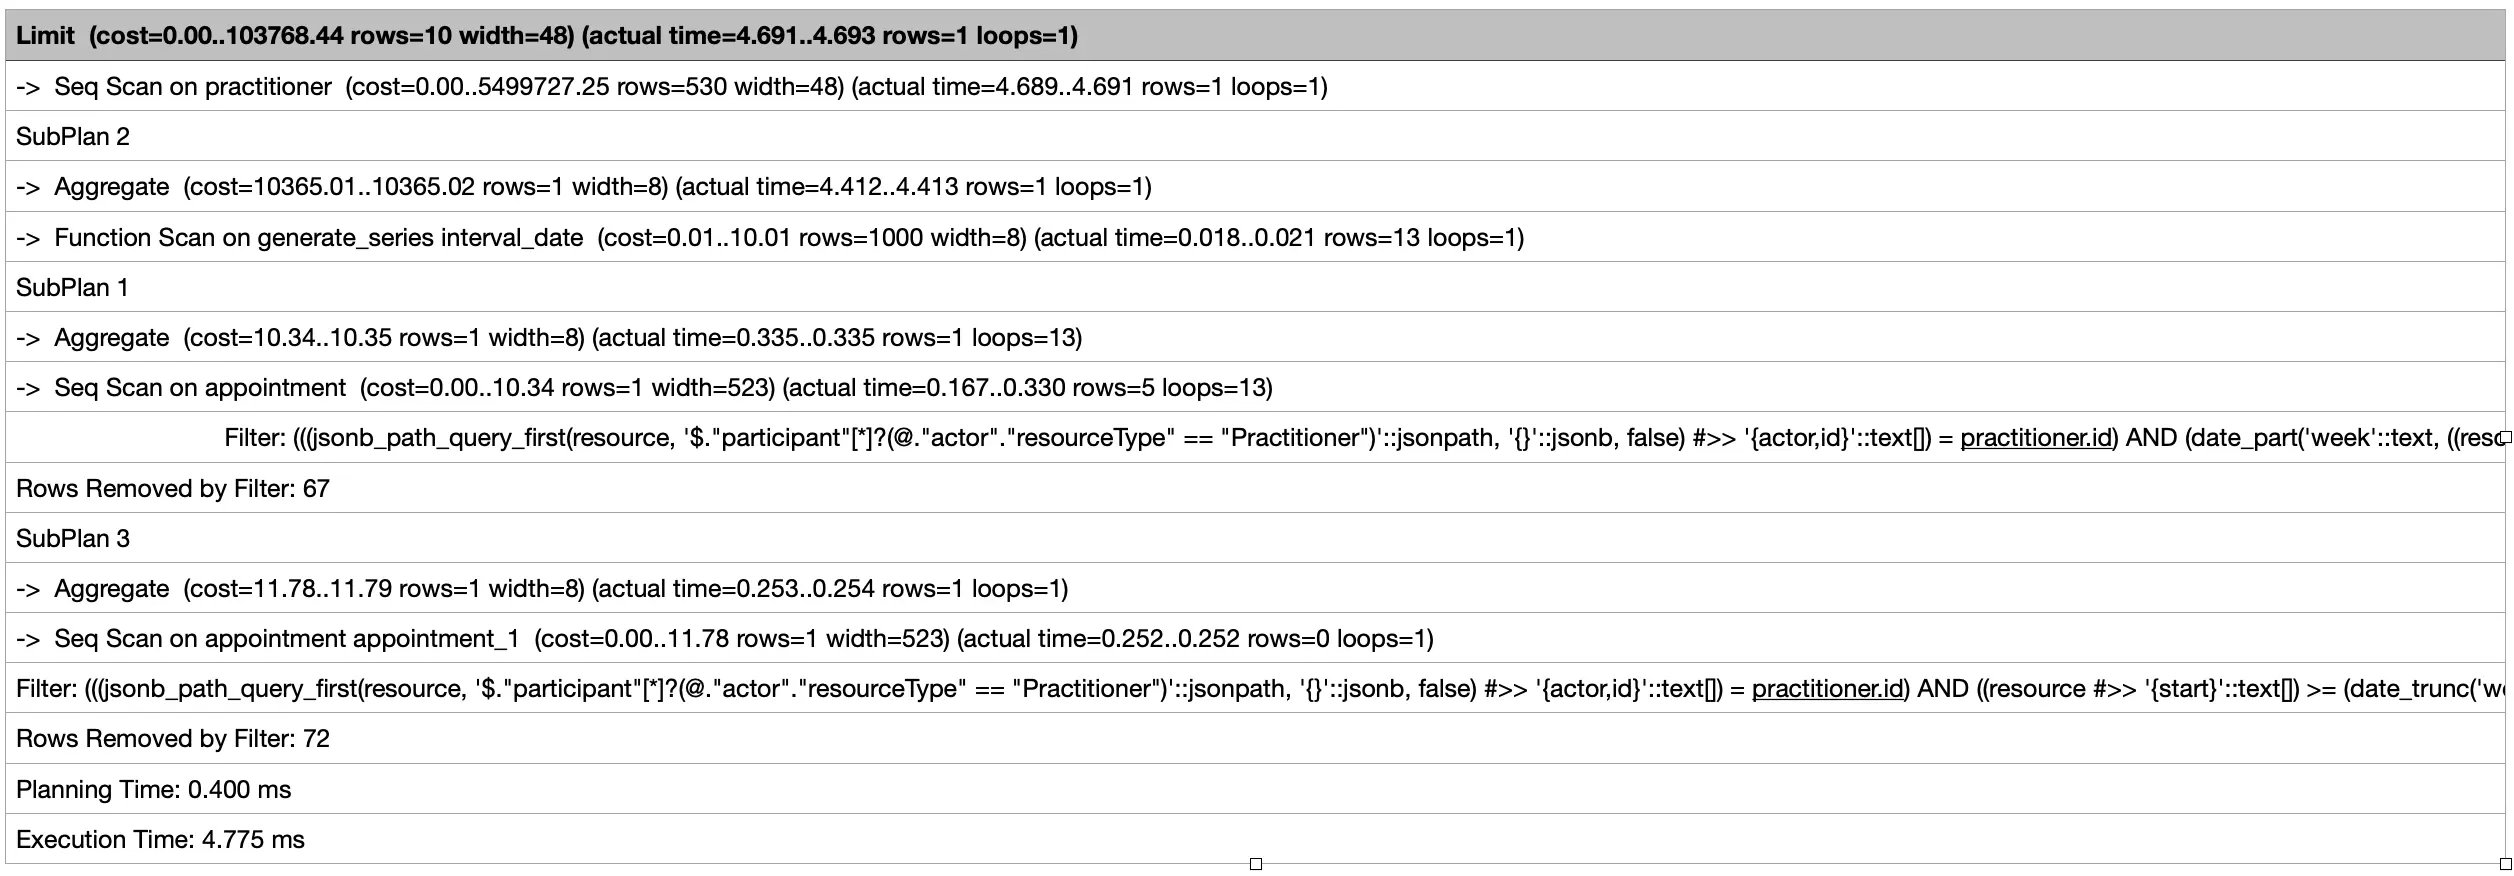 Limit  (cost=0.00..103768.44 rows=10 width=48) (actual time=4.691..4.693 rows=1 loops=1)
->  Seq Scan on practitioner  (cost=0.00..5499727.25 rows=530 width=48) (actual time=4.689..4.691 rows=1 loops=1)
SubPlan 2
->  Aggregate  (cost=10365.01..10365.02 rows=1 width=8) (actual time=4.412..4.413 rows=1 loops=1)
->  Function Scan on generate_series interval_date  (cost=0.01..10.01 rows=1000 width=8) (actual time=0.018..0.021 rows=13 loops=1)
SubPlan 1
->  Aggregate  (cost=10.34..10.35 rows=1 width=8) (actual time=0.335..0.335 rows=1 loops=13)
->  Seq Scan on appointment  (cost=0.00..10.34 rows=1 width=523) (actual time=0.167..0.330 rows=5 loops=13)
Filter: (((jsonb_path_query_first(resource, '$."participant"[*]?(@."actor"."resourceType" == "Practitioner")'::jsonpath, '{}'::jsonb, false) #>> '{actor,id}'::text[]) = practitioner.id) AND (date_part('week'::text, ((resc
Rows Removed by Filter: 67
SubPlan 3
->  Aggregate  (cost=11.78..11.79 rows=1 width=8) (actual time=0.253..0.254 rows=1 loops=1)
->  Seq Scan on appointment appointment_1  (cost=0.00..11.78 rows=1 width=523) (actual time=0.252..0.252 rows=0 loops=1)
Filter: (((jsonb_path_query_first(resource, '$."participant"[*]?(@."actor"."resourceType" == "Practitioner")'::jsonpath, '{}'::jsonb, false) #>> '{actor,id}'::text[]) = practitioner.id) AND ((resource #>> '{start}'::text[]) >= (date_trunc('w
Rows Removed by Filter: 72
Planning Time: 0.400 ms
Execution Time: 4.775 ms